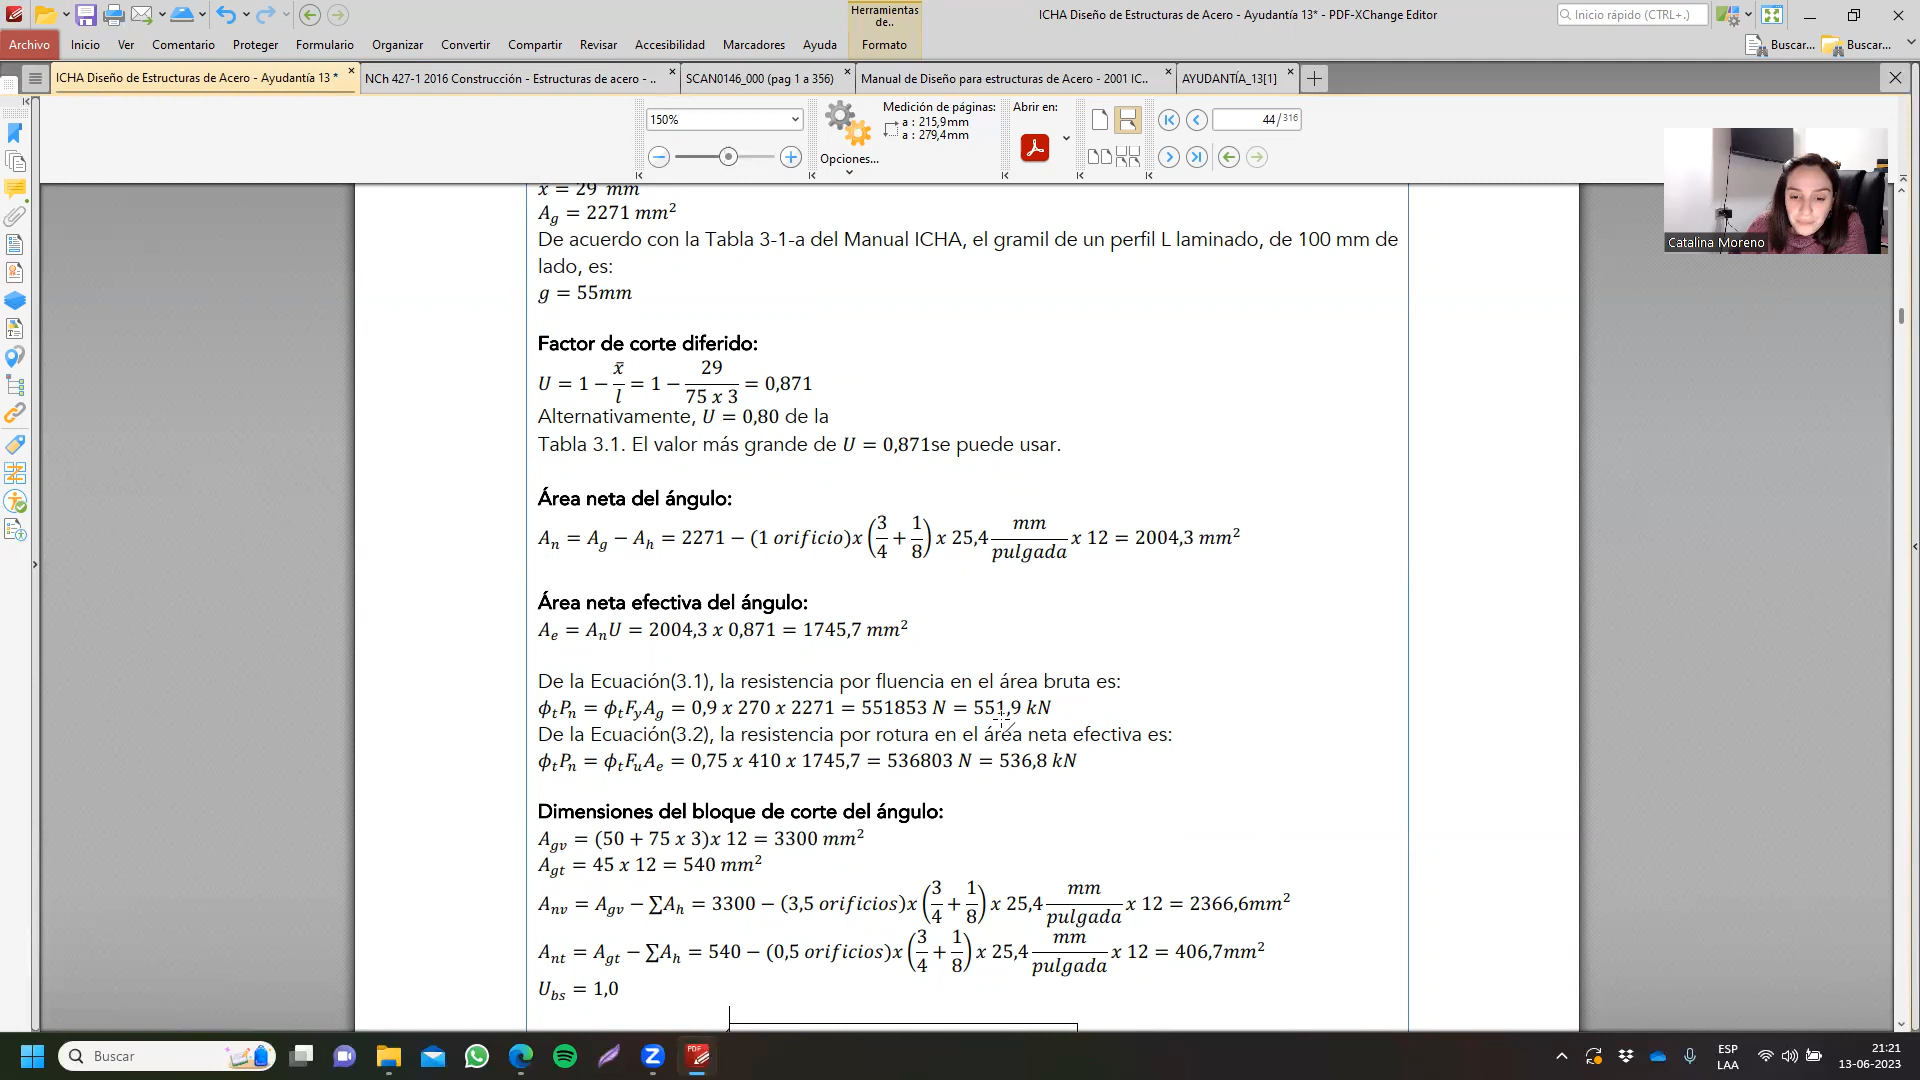 Herramientas de..
ICHA Diseño de Estructuras de Acero - Ayudantía 13* - PDF-XChange Editor
Inicio rápido (CTRL+.)
Archivo Inicio Ver Comentario Proteger Formulario Organizar Convertir Compartir Revisar Accesibilidad Marcadores Ayuda Formato Buscar... Buscar...
ICHA Diseño de Estructuras de Acero - Ayudantía 13 * NCh 427-1 2016 Construcción - Estructuras de acero - .. SCAN0146_000 (pag 1 a 356) Manual de Diseño para estructuras de Acero - 2001 IC.. AYUDANTÍA_13[1]
150%
Opciones...
Medición de páginas:
a : 215,9mm
a : 279,4mm
Abrir en:
44/316
Catalina Moreno
x = 29 mm
A_g = 2271 mm²
De acuerdo con la Tabla 3-1-a del Manual ICHA, el gramil de un perfil L laminado, de 100 mm de
lado, es:
g = 55mm
Factor de corte diferido:
U = 1 − x̄/l = 1 − 29/(75 x 3) = 0,871
Alternativamente, U = 0,80 de la
Tabla 3.1. El valor más grande de U = 0,871se puede usar.
Área neta del ángulo:
A_n = A_g − A_h = 2271 − (1 orificio)x (3/4 + 1/8) x 25,4 mm/pulgada x 12 = 2004,3 mm²
Área neta efectiva del ángulo:
A_e = A_nU = 2004,3 x 0,871 = 1745,7 mm²
De la Ecuación(3.1), la resistencia por fluencia en el área bruta es:
ϕ_tP_n = ϕ_tF_yA_g = 0,9 x 270 x 2271 = 551853 N = 551,9 kN
De la Ecuación(3.2), la resistencia por rotura en el área neta efectiva es:
ϕ_tP_n = ϕ_tF_uA_e = 0,75 x 410 x 1745,7 = 536803 N = 536,8 kN
Dimensiones del bloque de corte del ángulo:
A_gv = (50 + 75 x 3)x 12 = 3300 mm²
A_gt = 45 x 12 = 540 mm²
A_nv = A_gv − ∑A_h = 3300 − (3,5 orificios)x (3/4 + 1/8) x 25,4 mm/pulgada x 12 = 2366,6mm²
A_nt = A_gt − ∑A_h = 540 − (0,5 orificios)x (3/4 + 1/8) x 25,4 mm/pulgada x 12 = 406,7mm²
U_bs = 1,0
Buscar
PDF
ESP
LAA
21:21
13-06-2023